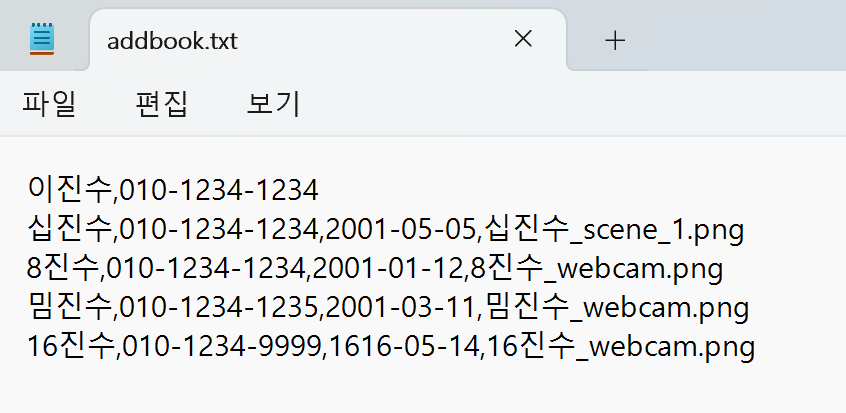 addbook.txt
파일 편집 보기
이진수,010-1234-1234
십진수,010-1234-1234,2001-05-05,십진수_scene_1.png
8진수,010-1234-1234,2001-01-12,8진수_webcam.png
밈진수,010-1234-1235,2001-03-11,밈진수_webcam.png
16진수,010-1234-9999,1616-05-14,16진수_webcam.png